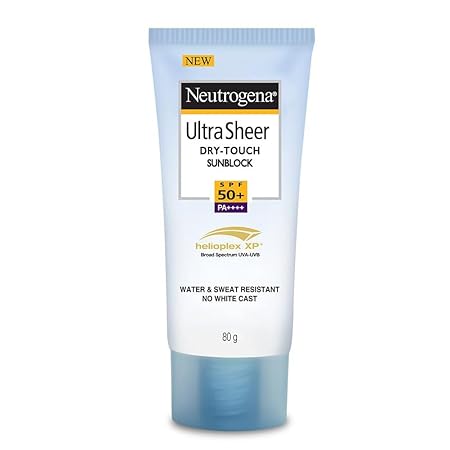 NEW
Neutrogena®
Ultra Sheer
DRY-TOUCH
SUNBLOCK
SPF
50+
PA++++
helioplex XP™
Broad Spectrum UVA-UVB
WATER & SWEAT RESISTANT
NO WHITE CAST
80 g